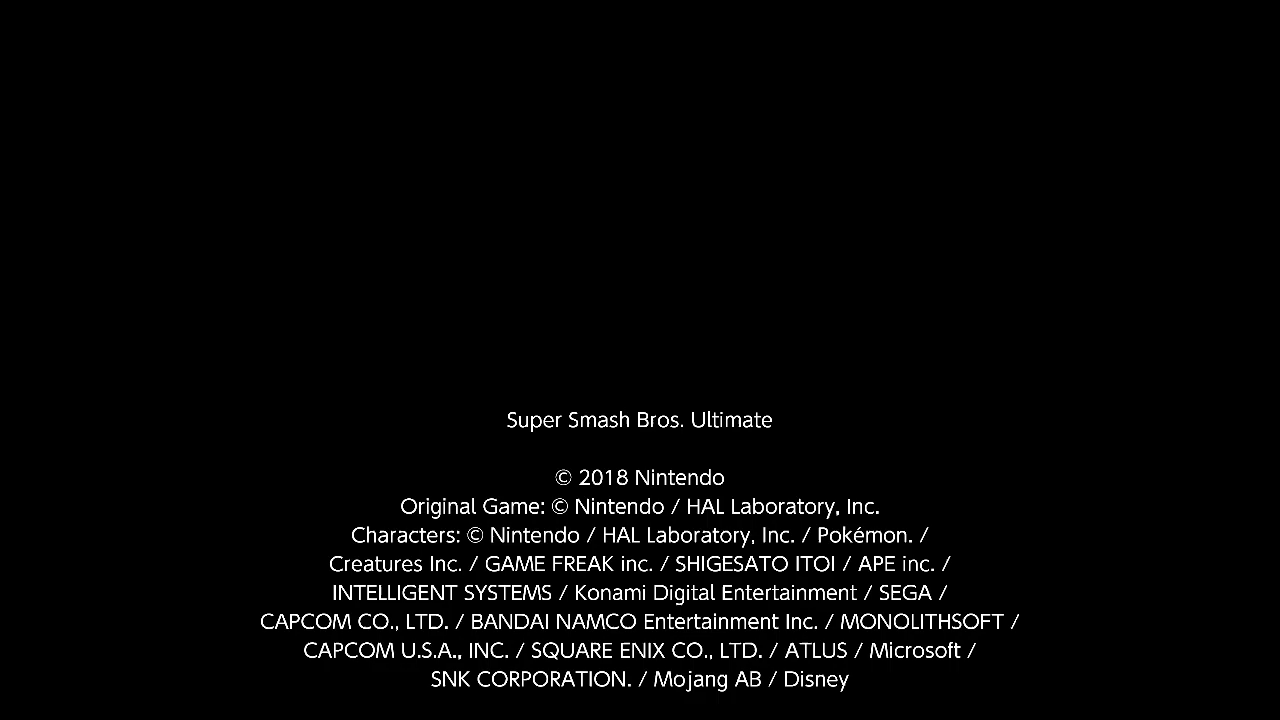 Super Smash Bros. Ultimate
© 2018 Nintendo
Original Game: © Nintendo / HAL Laboratory, Inc.
Characters: © Nintendo / HAL Laboratory, Inc. / Pokémon. /
Creatures Inc. / GAME FREAK inc. / SHIGESATO ITOI / APE inc. /
INTELLIGENT SYSTEMS / Konami Digital Entertainment / SEGA /
CAPCOM CO., LTD. / BANDAI NAMCO Entertainment Inc. / MONOLITHSOFT /
CAPCOM U.S.A., INC. / SQUARE ENIX CO., LTD. / ATLUS / Microsoft /
SNK CORPORATION. / Mojang AB / Disney